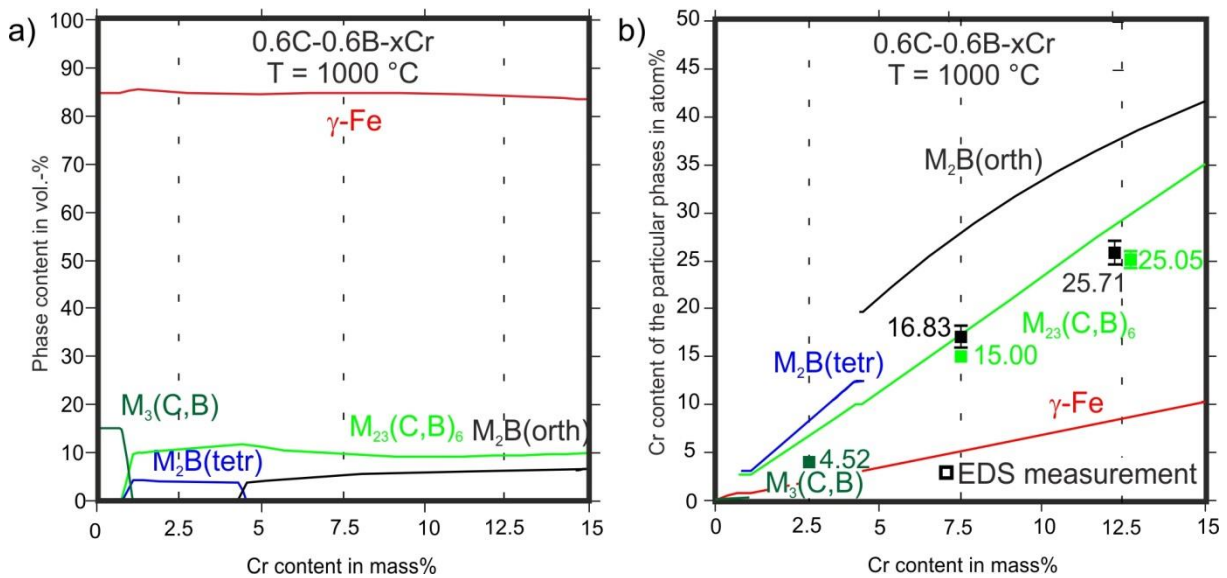 a)
0.6C-0.6B-xCr
T = 1000 °C
γ-Fe
M₃(C,B)
M₂B(tetr)
M₂₃(C,B)₆
M₂B(orth)
Phase content in vol.-%
100
90
80
70
60
50
40
30
20
10
0
0 2.5 5 7.5 10 12.5 15
Cr content in mass%
b)
0.6C-0.6B-xCr
T = 1000 °C
M₂B(orth)
25.05
25.71
16.83
M₂₃(C,B)₆
15.00
M₂B(tetr)
γ-Fe
4.52
M₃(C,B)
EDS measurement
Cr content of the particular phases in atom%
50
45
40
35
30
25
20
15
10
5
0
0 2.5 5 7.5 10 12.5 15
Cr content in mass%